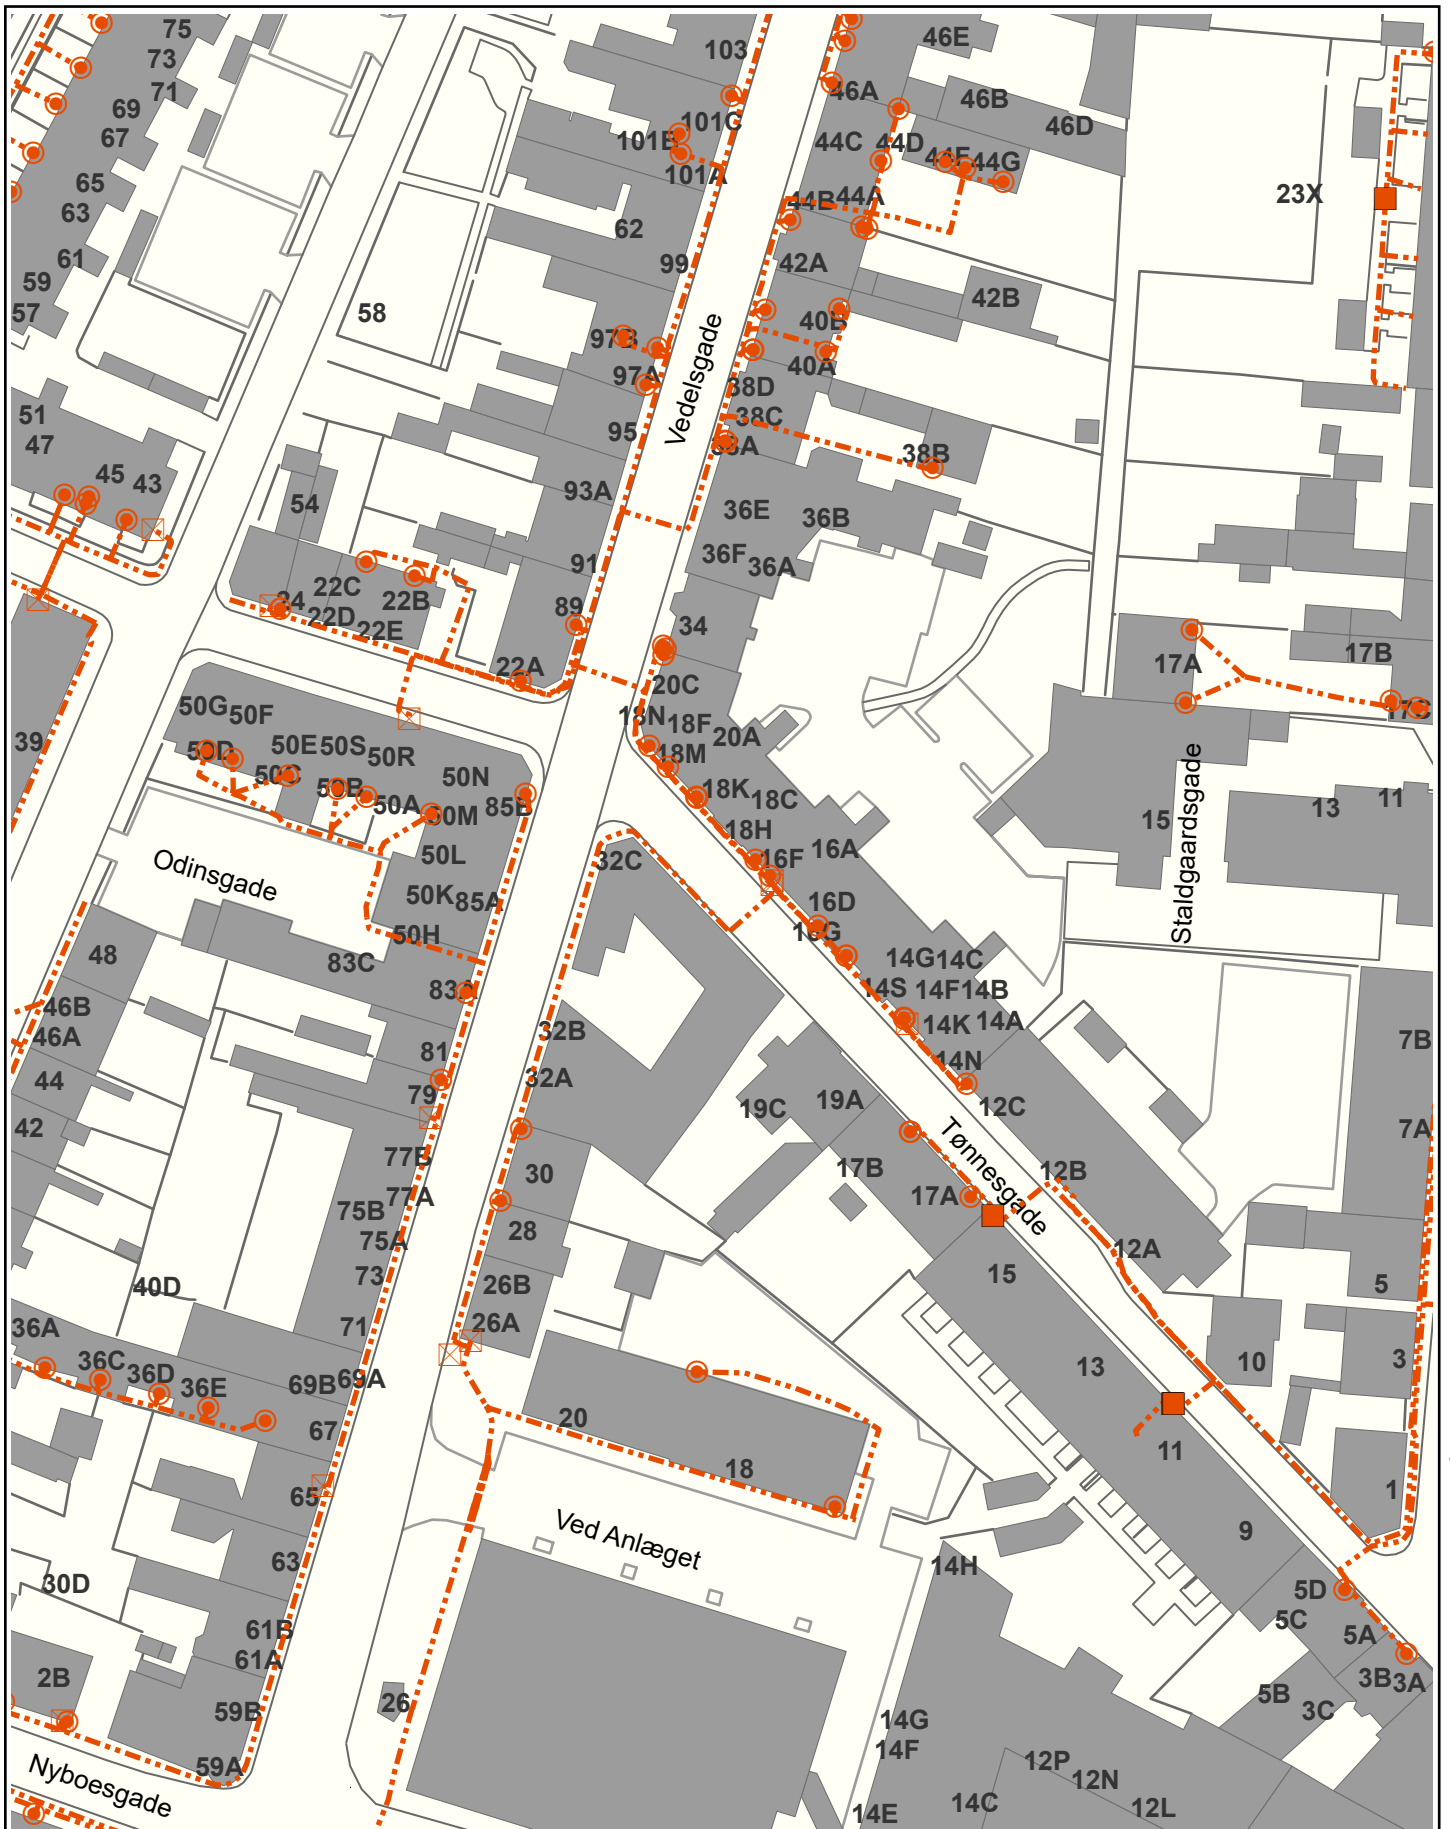 75
103
46E
73
71
46A
46B
69
101C
46D
67
101B
44C
44D
44F
44G
101A
65
23X
44B
44A
63
62
61
99
42A
59
42B
57
58
40B
97B
40A
97A
38D
Vedelsgade
51
38C
95
47
38A
38B
45
43
93A
54
36E
36B
36F
91
36A
22C
24
22B
89
22D
22E
34
17B
17A
22A
20C
50G
50F
18N
18F
17C
39
50E
50S
50R
20A
50D
50C
50N
18M
50B
50A
85B
18K
18C
13
11
50M
15
Staldgaardsgade
18H
16F
16A
50L
32C
Odinsgade
50K
85A
16D
50H
16G
48
83C
14G
14C
83A
14S
14F
14B
46B
14K
14A
46A
32B
7B
81
14N
44
32A
79
19C
19A
12C
42
Tønnesgade
7A
77B
30
17B
12B
77A
17A
75B
28
75A
12A
73
15
40D
26B
5
36A
71
26A
36C
13
10
3
36D
36E
69B
69A
20
67
11
18
65
1
Ved Anlæget
9
63
14H
30D
5D
5C
61B
5A
61A
2B
3B
3A
5B
26
59B
3C
14G
14F
59A
12P
Nyboesgade
12N
14E
14C
12L